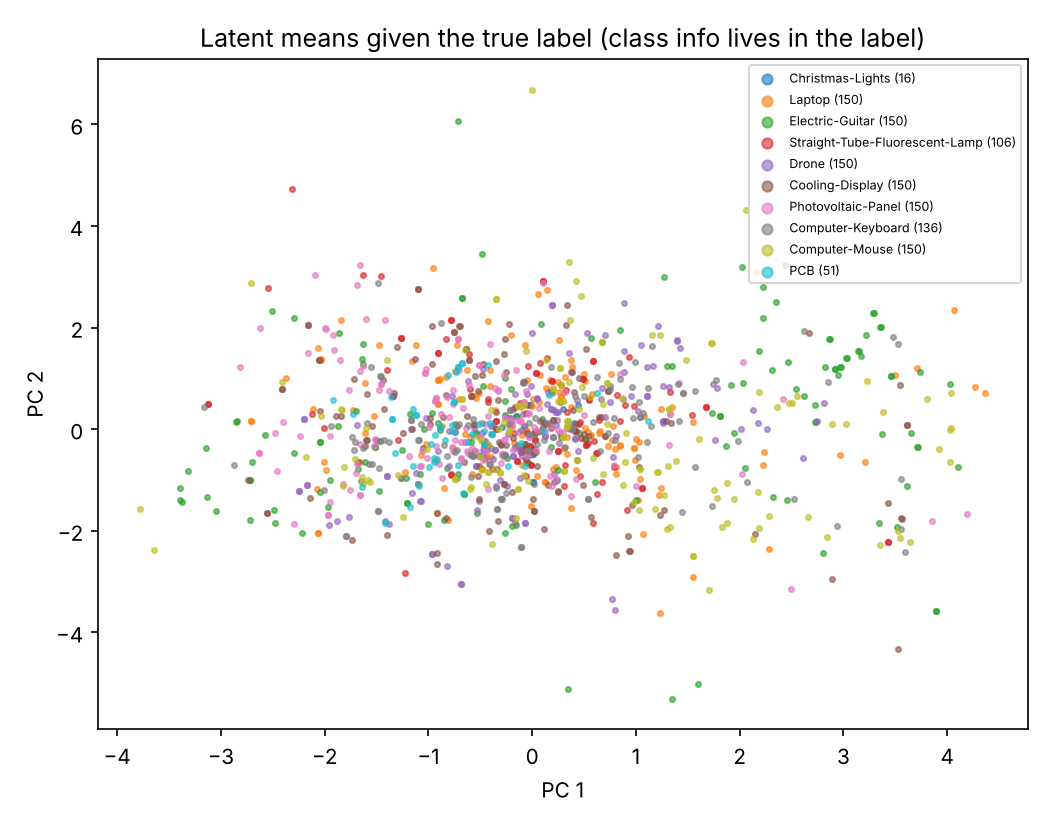 Latent means given the true label (class info lives in the label)
Christmas-Lights (16)
Laptop (150)
Electric-Guitar (150)
Straight-Tube-Fluorescent-Lamp (106)
Drone (150)
Cooling-Display (150)
Photovoltaic-Panel (150)
Computer-Keyboard (136)
Computer-Mouse (150)
PCB (51)
6
4
2
0
−2
−4
PC 2
−4 −3 −2 −1 0 1 2 3 4
PC 1